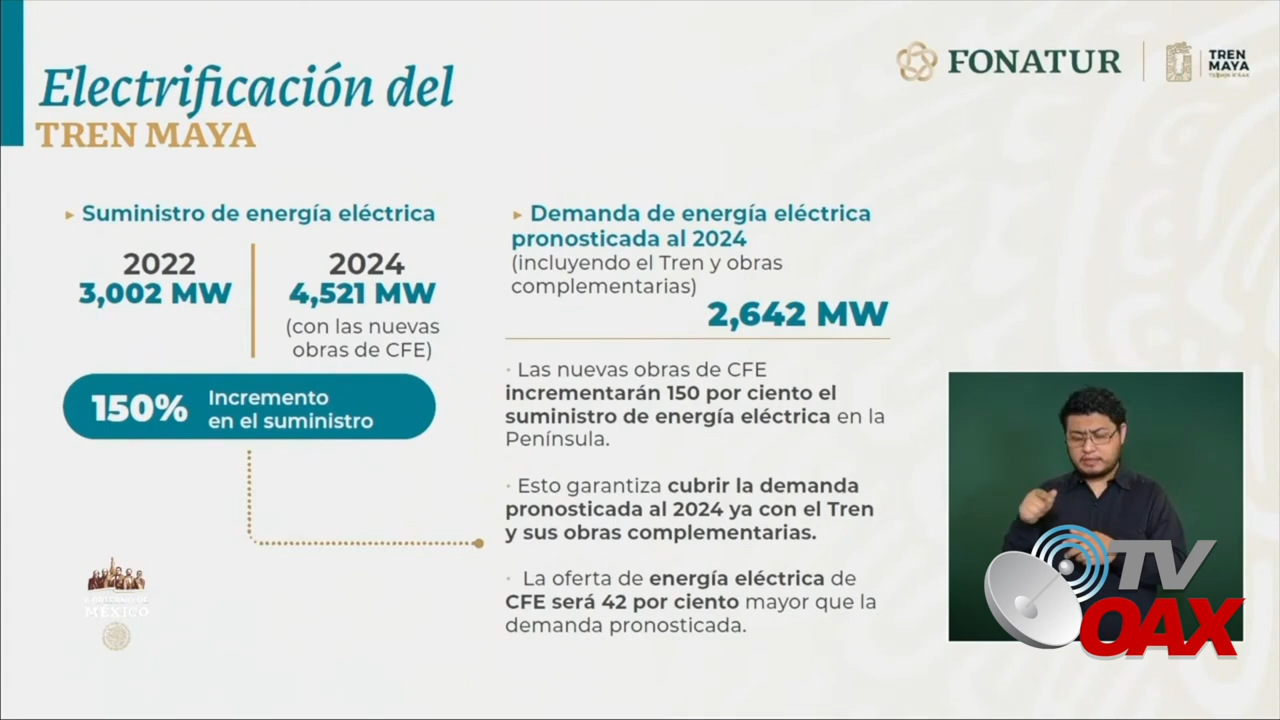 Electrificación del
TREN MAYA
FONATUR
TREN
MAYA
▸ Suministro de energía eléctrica
2022
3,002 MW
2024
4,521 MW
(con las nuevas
obras de CFE)
150%
Incremento
en el suministro
▸ Demanda de energía eléctrica
pronosticada al 2024
(incluyendo el Tren y obras
complementarias)
2,642 MW
· Las nuevas obras de CFE
incrementarán 150 por ciento el
suministro de energía eléctrica en la
Península.
· Esto garantiza cubrir la demanda
pronosticada al 2024 ya con el Tren
y sus obras complementarias.
· La oferta de energía eléctrica de
CFE será 42 por ciento mayor que la
demanda pronosticada.
GOBIERNO DE
MÉXICO
TV
OAX